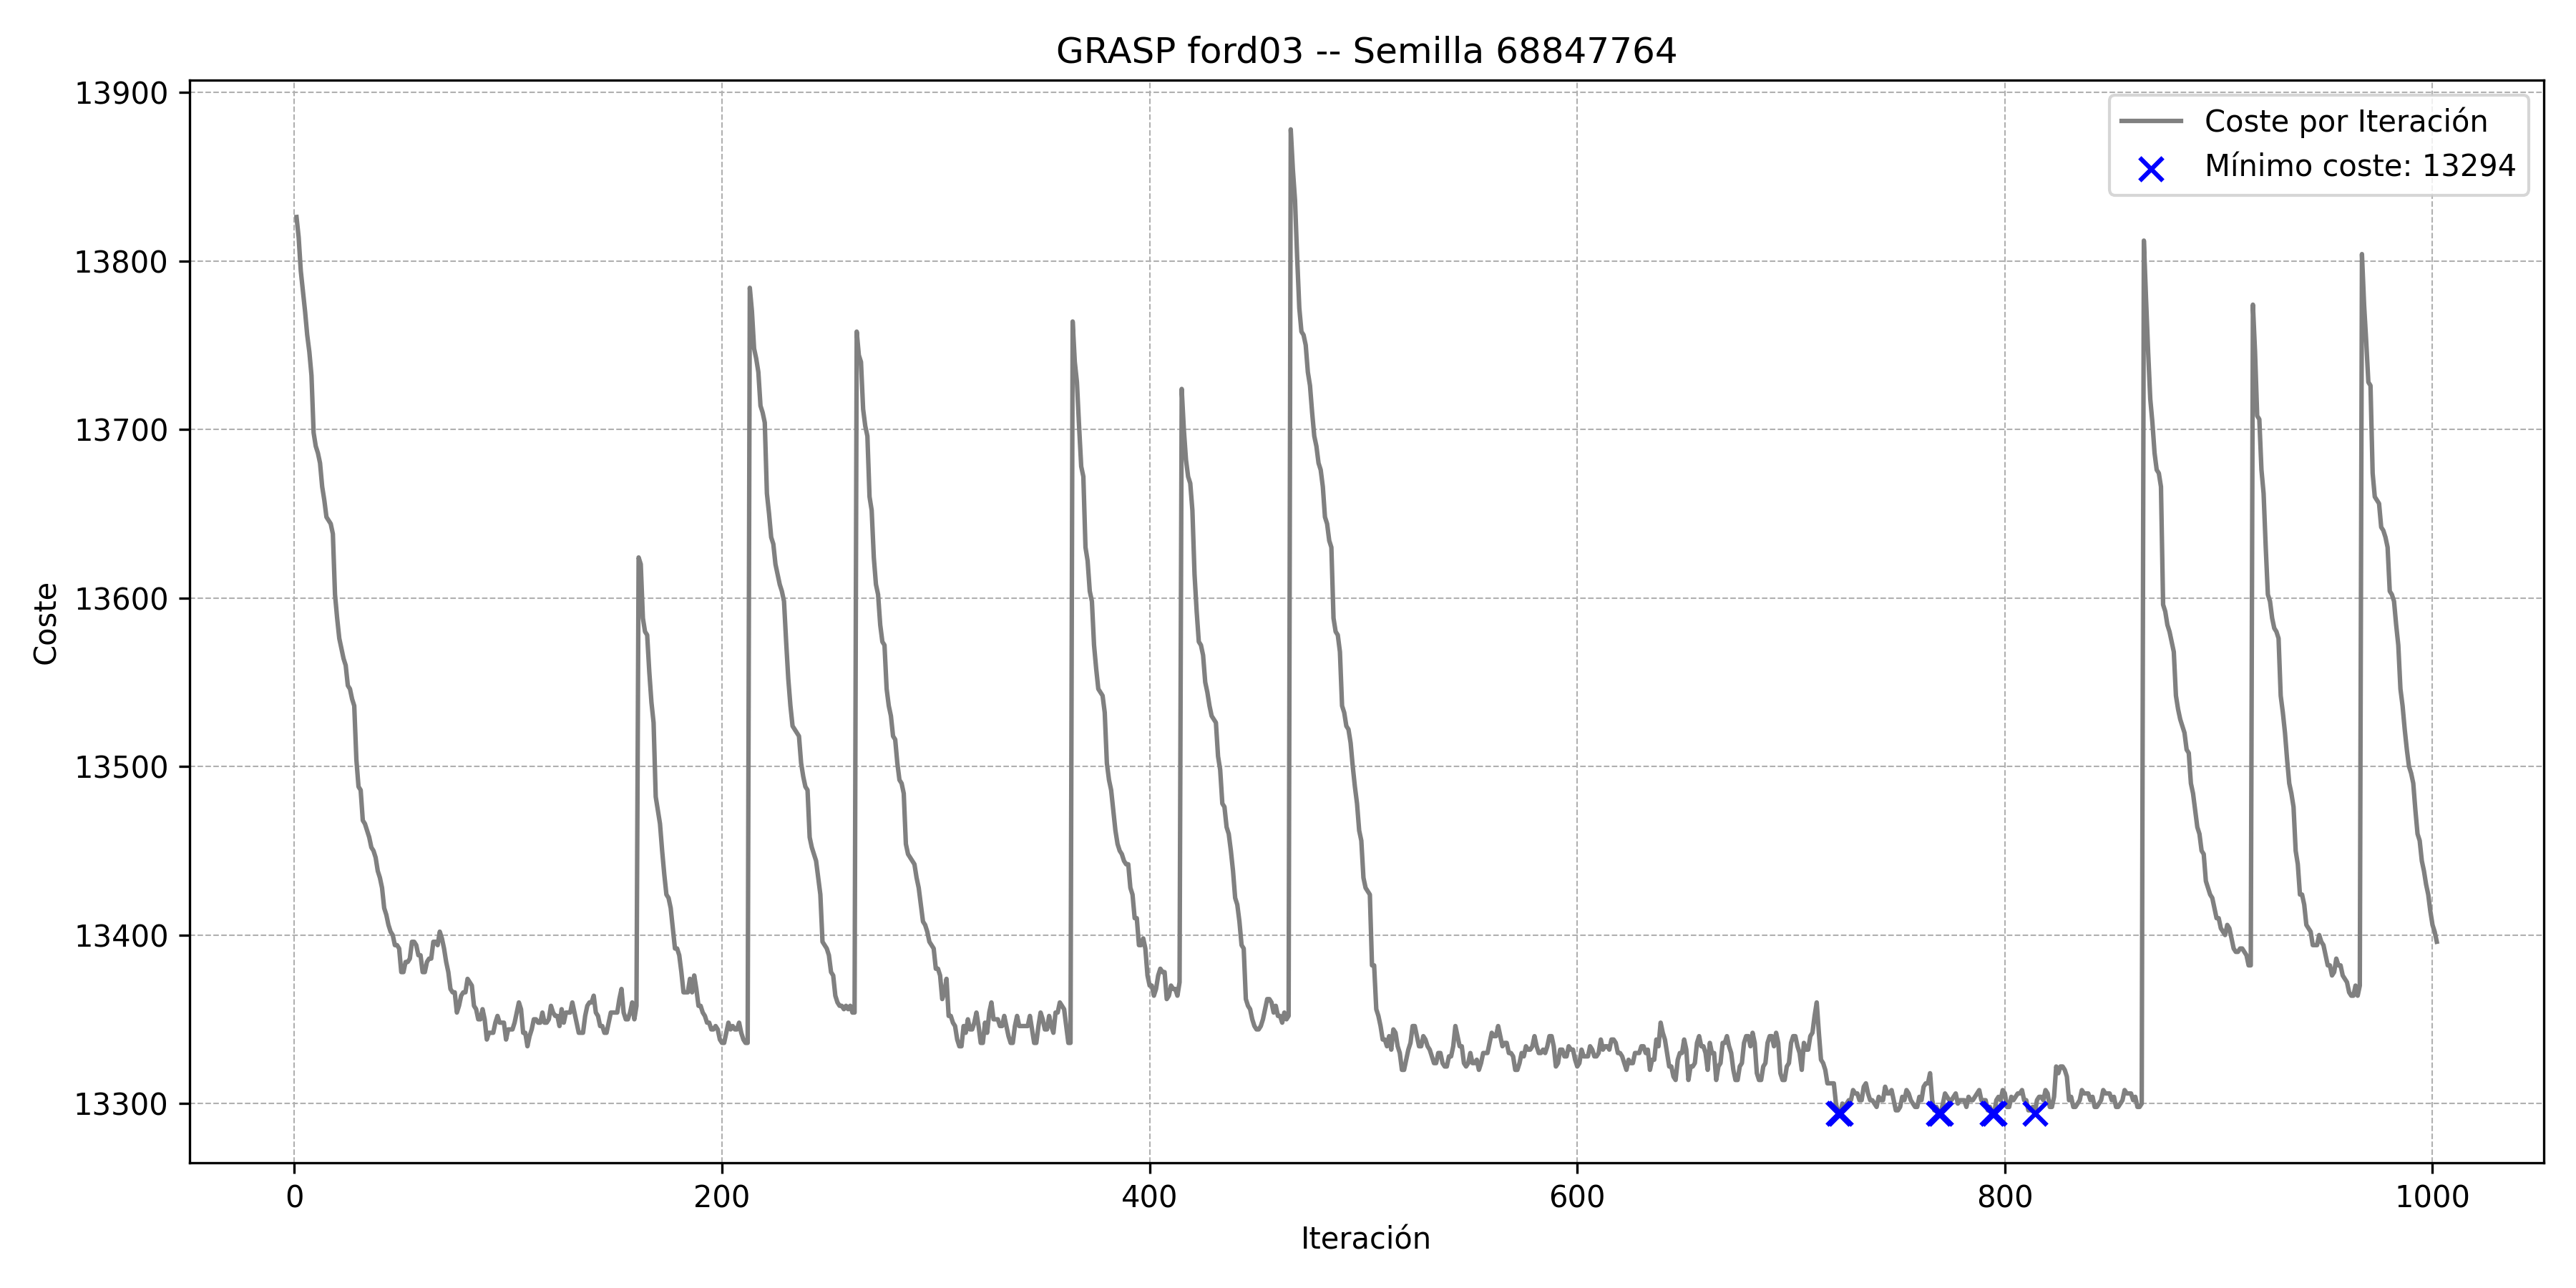 GRASP ford03 -- Semilla 68847764
Coste por Iteración
Mínimo coste: 13294
13900
13800
13700
13600
13500
13400
13300
Coste
0
200
400
600
800
1000
Iteración